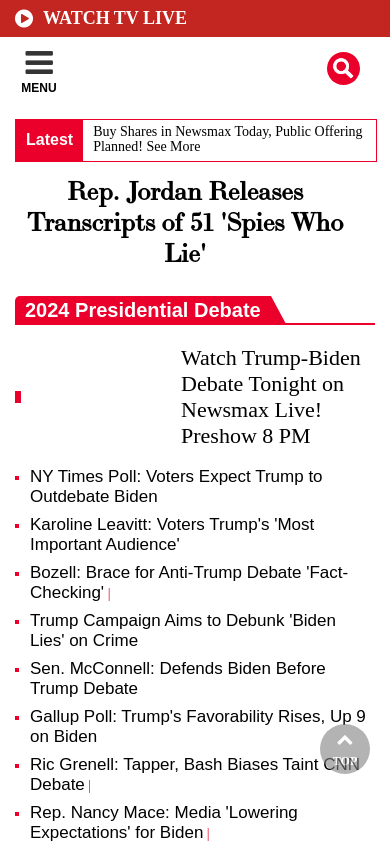 WATCH TV LIVE
MENU
Latest
Buy Shares in Newsmax Today, Public Offering
Planned! See More
Rep. Jordan Releases
Transcripts of 51 'Spies Who
Lie'
2024 Presidential Debate
Watch Trump-Biden
Debate Tonight on
Newsmax Live!
Preshow 8 PM
NY Times Poll: Voters Expect Trump to
Outdebate Biden
Karoline Leavitt: Voters Trump's 'Most
Important Audience'
Bozell: Brace for Anti-Trump Debate 'Fact-
Checking' |
Trump Campaign Aims to Debunk 'Biden
Lies' on Crime
Sen. McConnell: Defends Biden Before
Trump Debate
Gallup Poll: Trump's Favorability Rises, Up 9
on Biden
Ric Grenell: Tapper, Bash Biases Taint CNN
Debate |
TOP
Rep. Nancy Mace: Media 'Lowering
Expectations' for Biden |